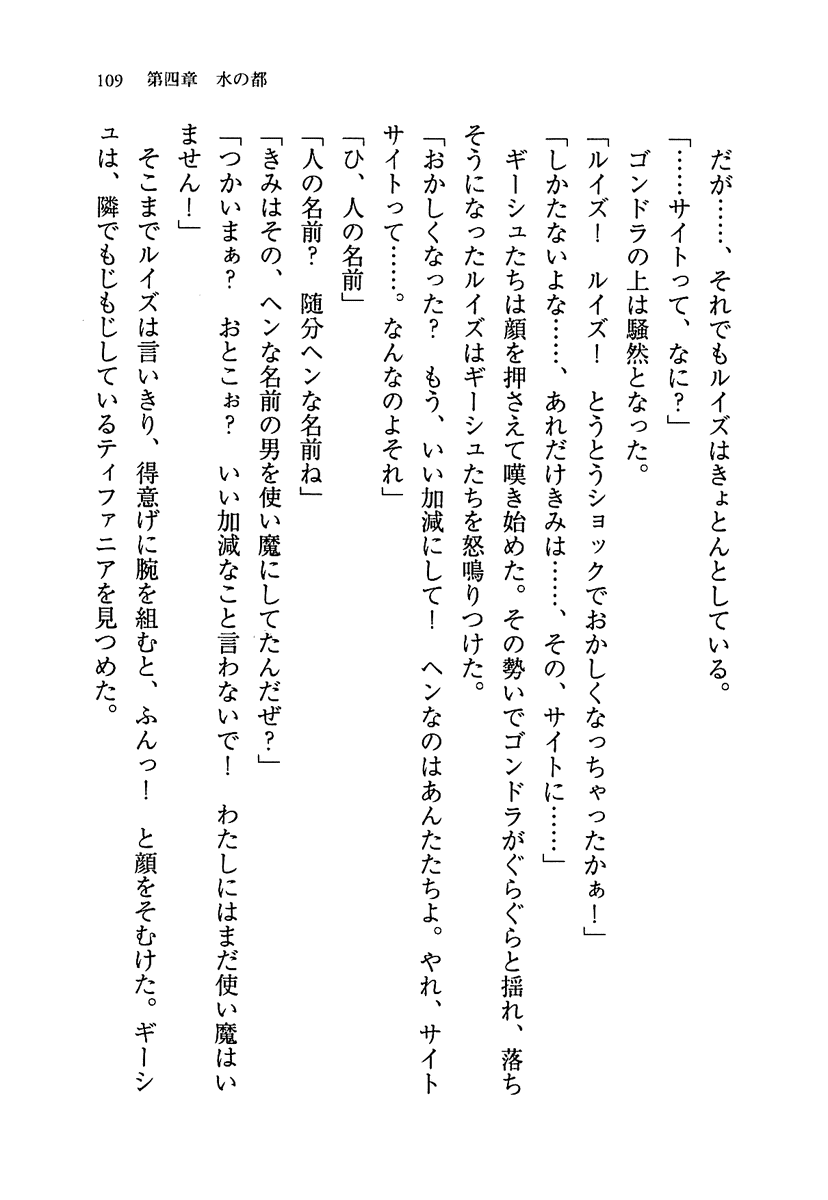 109　第四章　水の都
　だが……、それでもルイズはきょとんとしている。
「……サイトって、なに？」
　ゴンドラの上は騒然となった。
「ルイズ！　ルイズ！　とうとうショックでおかしくなっちゃったかぁ！」
「しかたないよな……、あれだけきみは……、その、サイトに……」
　ギーシュたちは顔を押さえて嘆き始めた。その勢いでゴンドラがぐらぐらと揺れ、落ち
そうになったルイズはギーシュたちを怒鳴りつけた。
「おかしくなった？　もう、いい加減にして！　ヘンなのはあんたたちよ。やれ、サイト
サイトって……。なんなのよそれ」
「ひ、人の名前」
「人の名前？　随分ヘンな名前ね」
「きみはその、ヘンな名前の男を使い魔にしてたんだぜ？」
「つかいまぁ？　おとこぉ？　いい加減なこと言わないで！　わたしにはまだ使い魔はい
ません！」
　そこまでルイズは言いきり、得意げに腕を組むと、ふんっ！　と顔をそむけた。ギーシ
ュは、隣でもじもじしているティファニアを見つめた。